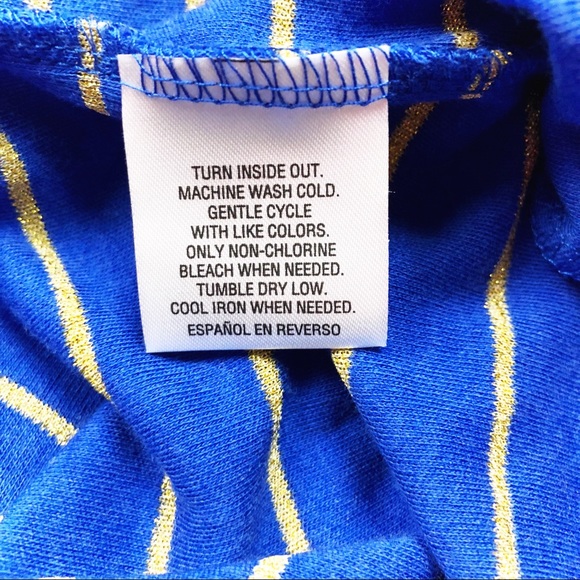 TURN INSIDE OUT.
MACHINE WASH COLD.
GENTLE CYCLE
WITH LIKE COLORS.
ONLY NON-CHLORINE
BLEACH WHEN NEEDED.
TUMBLE DRY LOW.
COOL IRON WHEN NEEDED.
ESPAÑOL EN REVERSO